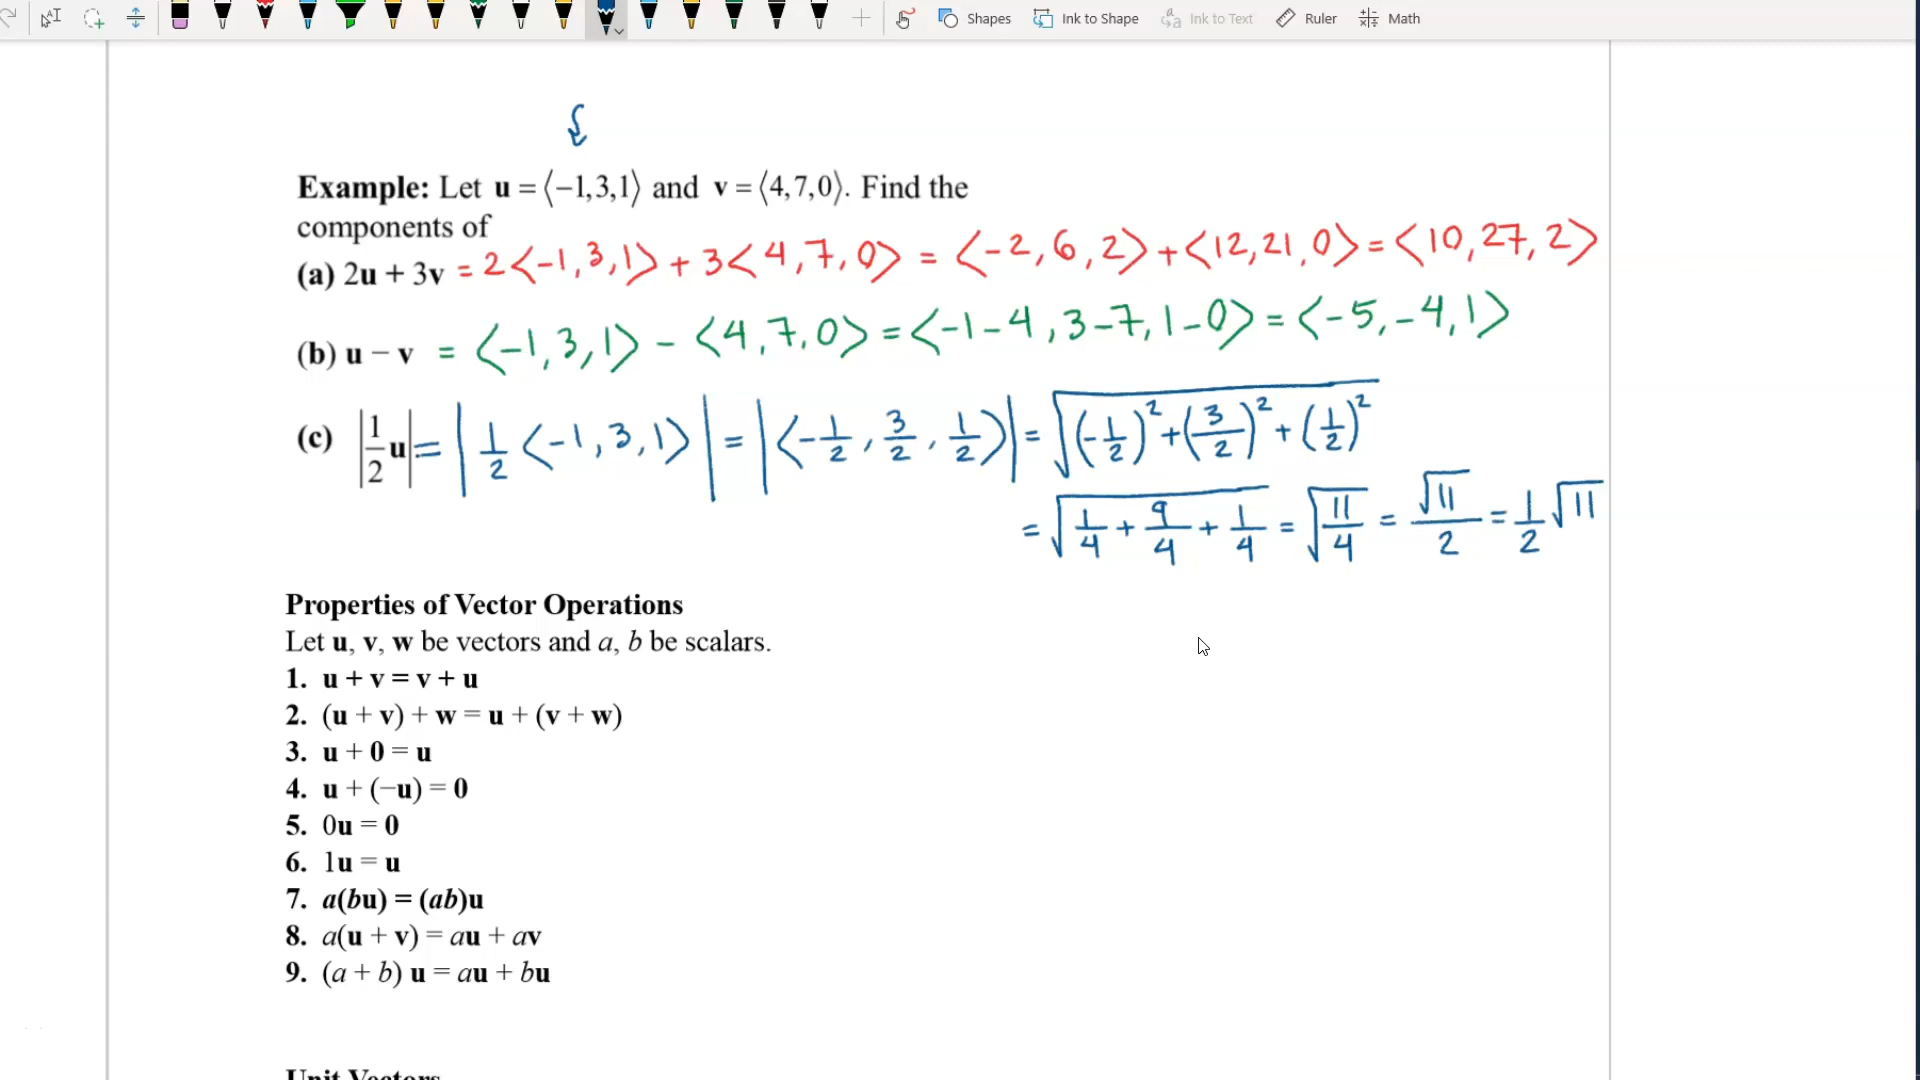 Shapes Ink to Shape Ink to Text Ruler Math
Example: Let u = ⟨−1,3,1⟩ and v = ⟨4,7,0⟩. Find the
components of
(a) 2u + 3v = 2<-1,3,1> + 3<4,7,0> = <-2,6,2> + <12,21,0> = <10,27,2>
(b) u − v = <-1,3,1> - <4,7,0> = <-1-4,3-7,1-0> = <-5,-4,1>
(c) |1/2 u| = |1/2 <-1,3,1>| = |<-1/2, 3/2, 1/2>| = √((-1/2)² + (3/2)² + (1/2)²)
= √(1/4 + 9/4 + 1/4) = √(11/4) = √11/2 = 1/2 √11
Properties of Vector Operations
Let u, v, w be vectors and a, b be scalars.
1. u + v = v + u
2. (u + v) + w = u + (v + w)
3. u + 0 = u
4. u + (−u) = 0
5. 0u = 0
6. 1u = u
7. a(bu) = (ab)u
8. a(u + v) = au + av
9. (a + b) u = au + bu
Unit Vectors